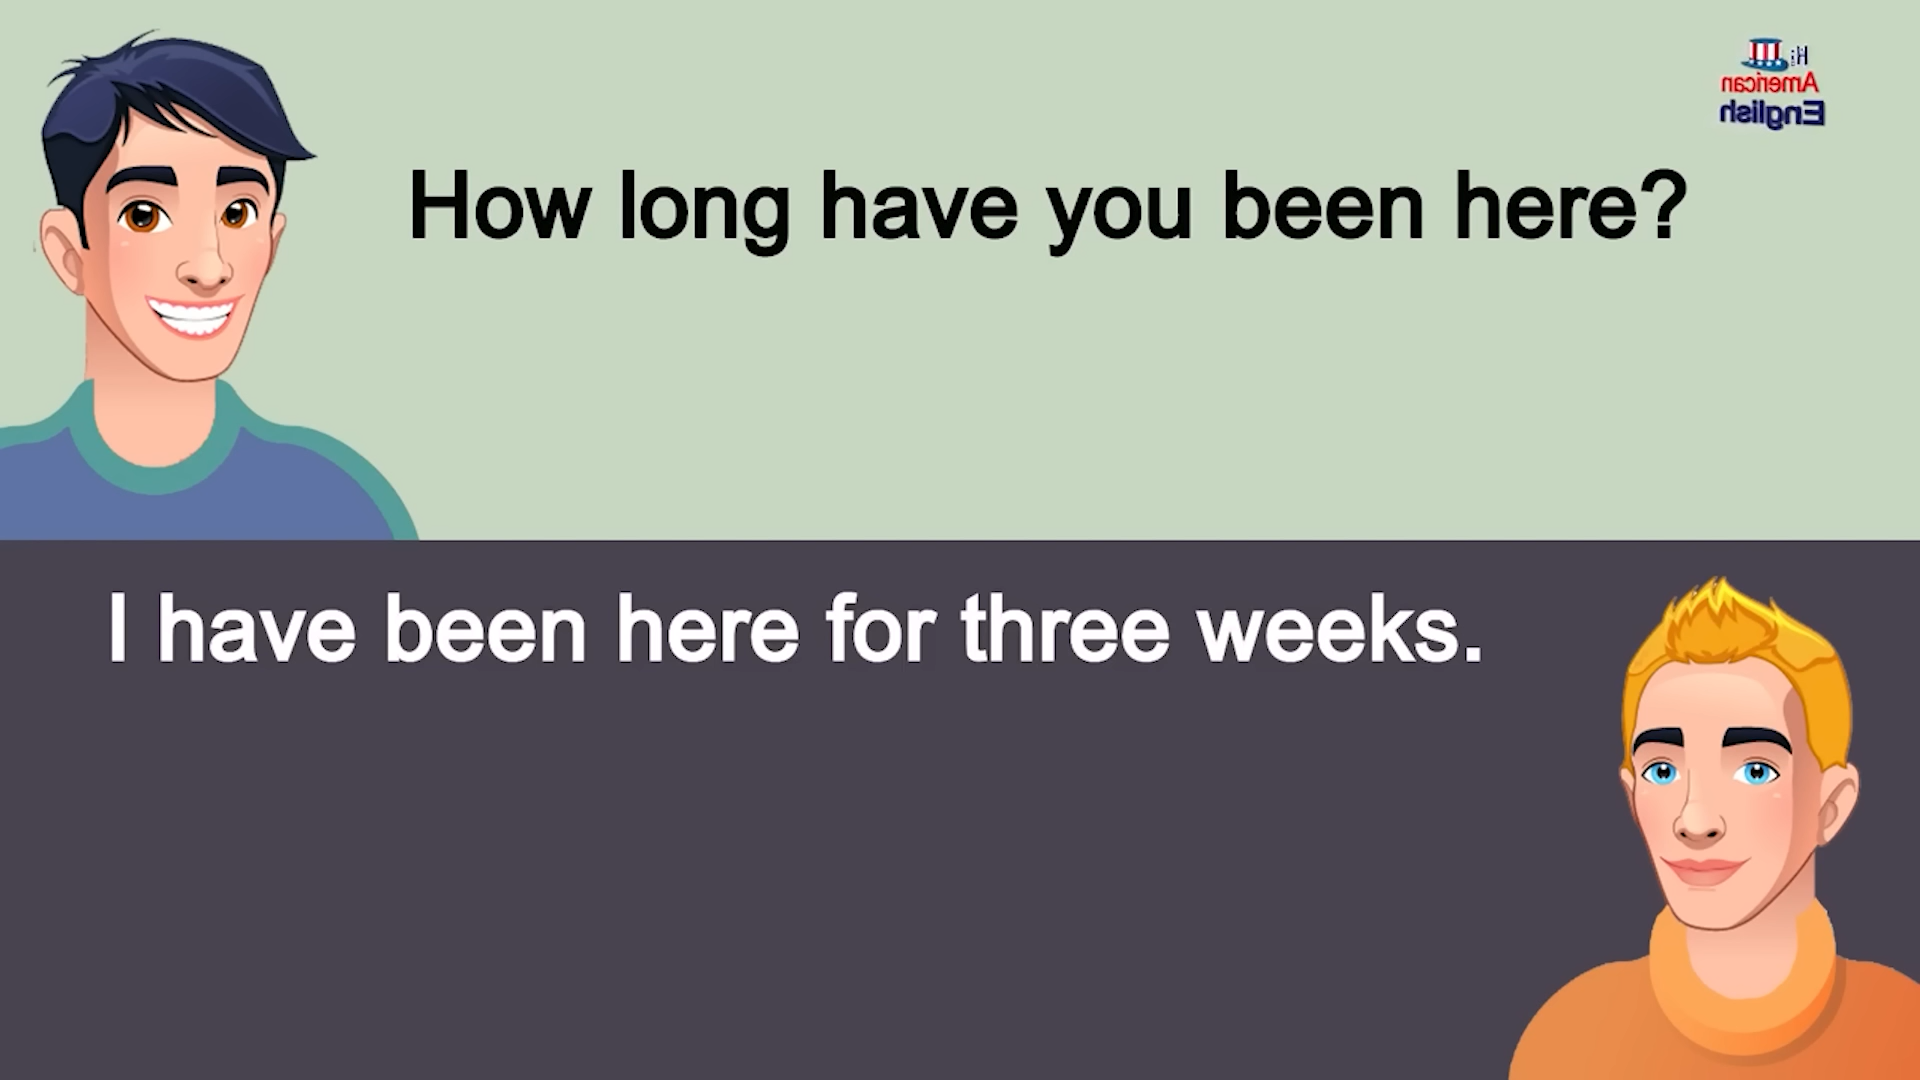 Hi
American
English
How long have you been here?
I have been here for three weeks.